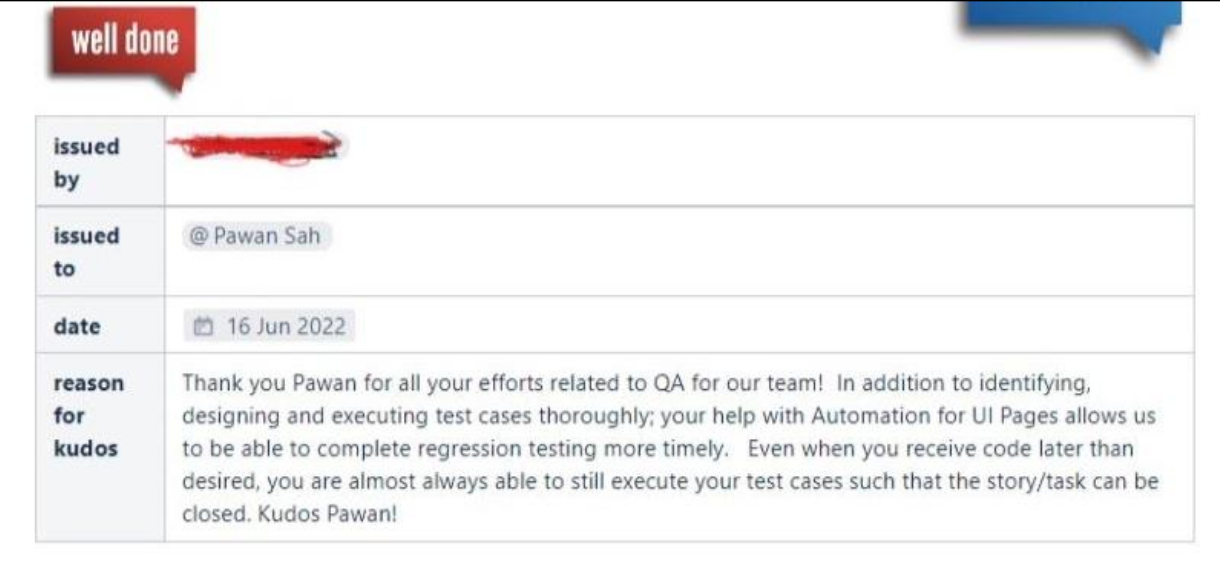 well done
issued
by
issued
to
@ Pawan Sah
date
16 Jun 2022
reason
for
kudos
Thank you Pawan for all your efforts related to QA for our team!  In addition to identifying,
designing and executing test cases thoroughly; your help with Automation for UI Pages allows us
to be able to complete regression testing more timely.   Even when you receive code later than
desired, you are almost always able to still execute your test cases such that the story/task can be
closed. Kudos Pawan!